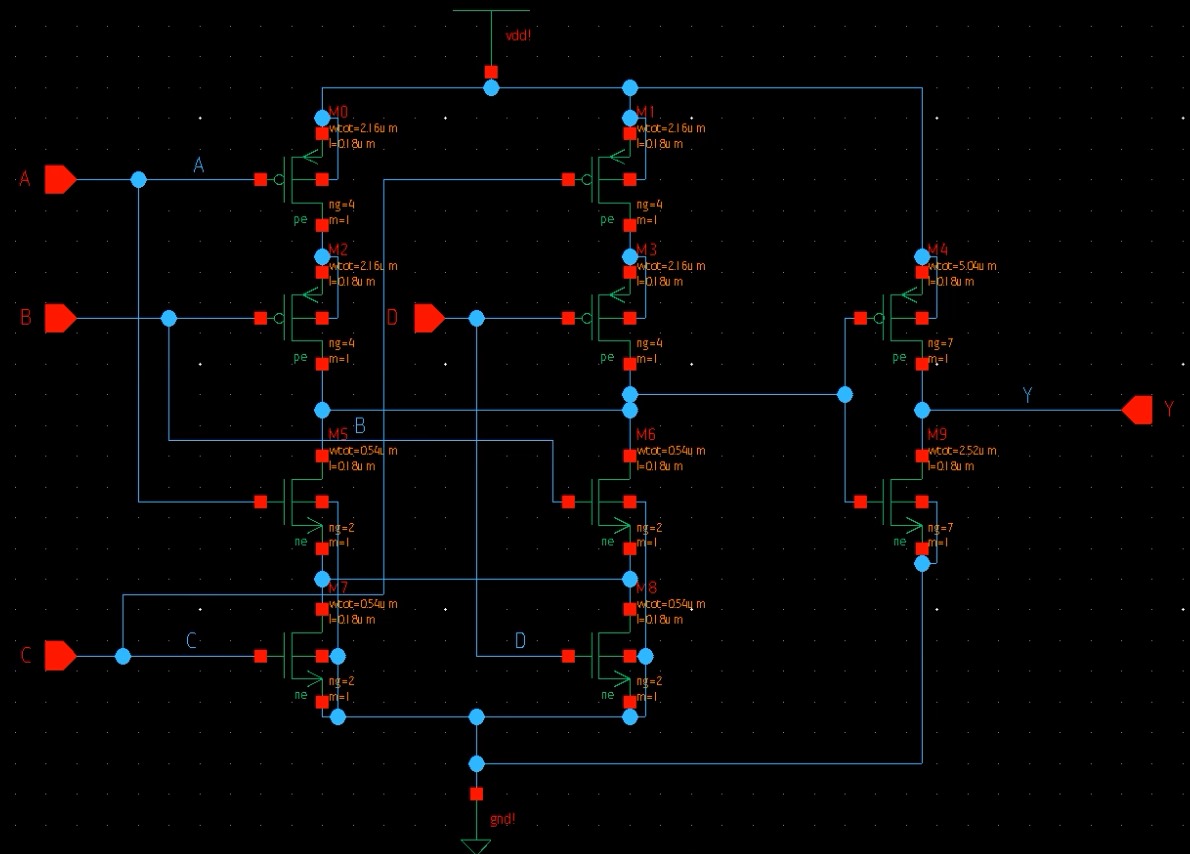 vdd!
M0
wtot=2.16u m
l=0.18u m
ng=4
m=1
pe
M1
wtot=2.16u m
l=0.18u m
ng=4
m=1
pe
A
A
M2
wtot=2.16u m
l=0.18u m
ng=4
m=1
pe
M3
wtot=2.16u m
l=0.18u m
ng=4
m=1
pe
M4
wtot=5.04u m
l=0.18u m
ng=7
m=1
pe
B
D
Y
Y
B
M5
wtot=0.54u m
l=0.18u m
ng=2
m=1
ne
M6
wtot=0.54u m
l=0.18u m
ng=2
m=1
ne
M9
wtot=2.52u m
l=0.18u m
ng=7
m=1
ne
M7
wtot=0.54u m
l=0.18u m
ng=2
m=1
ne
M8
wtot=0.54u m
l=0.18u m
ng=2
m=1
ne
C
C
D
gnd!